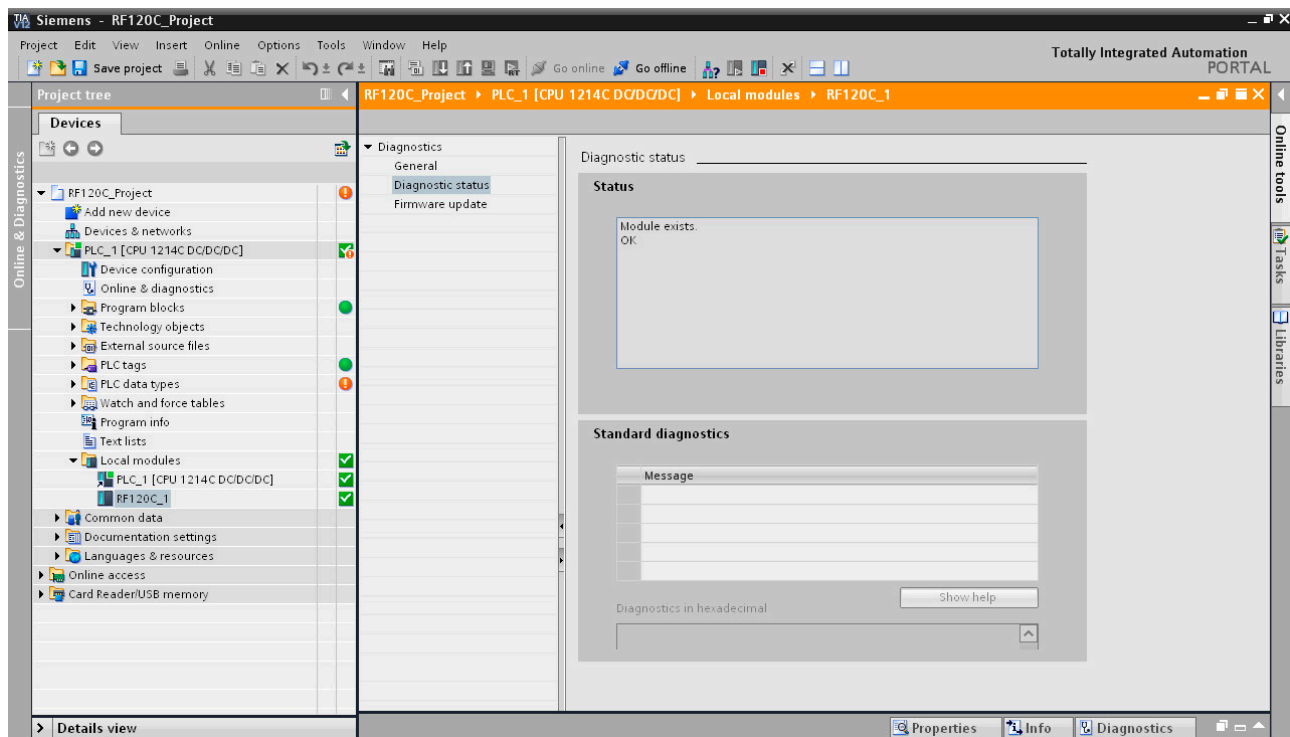 TIA V12 Siemens - RF120C_Project
Project Edit View Insert Online Options Tools Window Help
Totally Integrated Automation
PORTAL
Save project Go online Go offline
Project tree
RF120C_Project PLC_1 [CPU 1214C DC/DC/DC] Local modules RF120C_1
Devices
Online & Diagnostics
RF120C_Project
Add new device
Devices & networks
PLC_1 [CPU 1214C DC/DC/DC]
Device configuration
Online & diagnostics
Program blocks
Technology objects
External source files
PLC tags
PLC data types
Watch and force tables
Program info
Text lists
Local modules
PLC_1 [CPU 1214C DC/DC/DC]
RF120C_1
Common data
Documentation settings
Languages & resources
Online access
Card Reader/USB memory
Details view
Diagnostics
General
Diagnostic status
Firmware update
Diagnostic status
Status
Module exists.
OK
Standard diagnostics
Message
Show help
Diagnostics in hexadecimal
Online tools
Tasks
Libraries
Properties Info Diagnostics